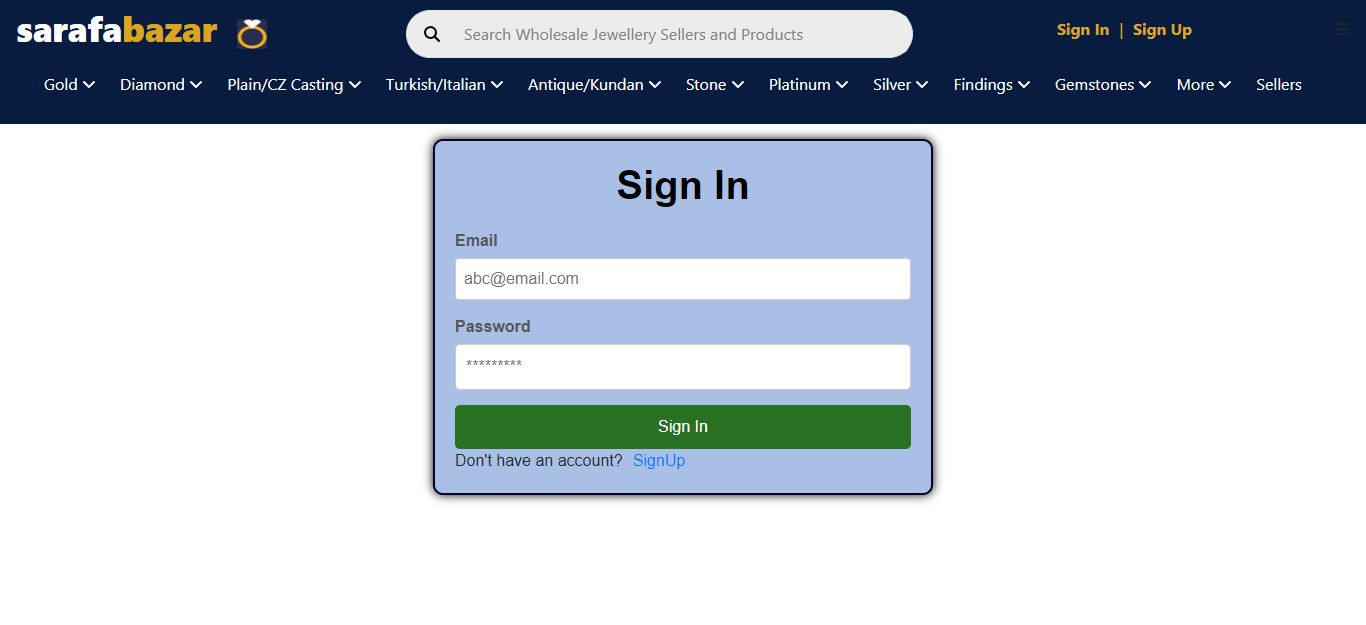 sarafabazar
Search Wholesale Jewellery Sellers and Products
Sign In | Sign Up
Gold Diamond Plain/CZ Casting Turkish/Italian Antique/Kundan Stone Platinum Silver Findings Gemstones More Sellers
Sign In
Email
abc@email.com
Password
*********
Sign In
Don't have an account? SignUp